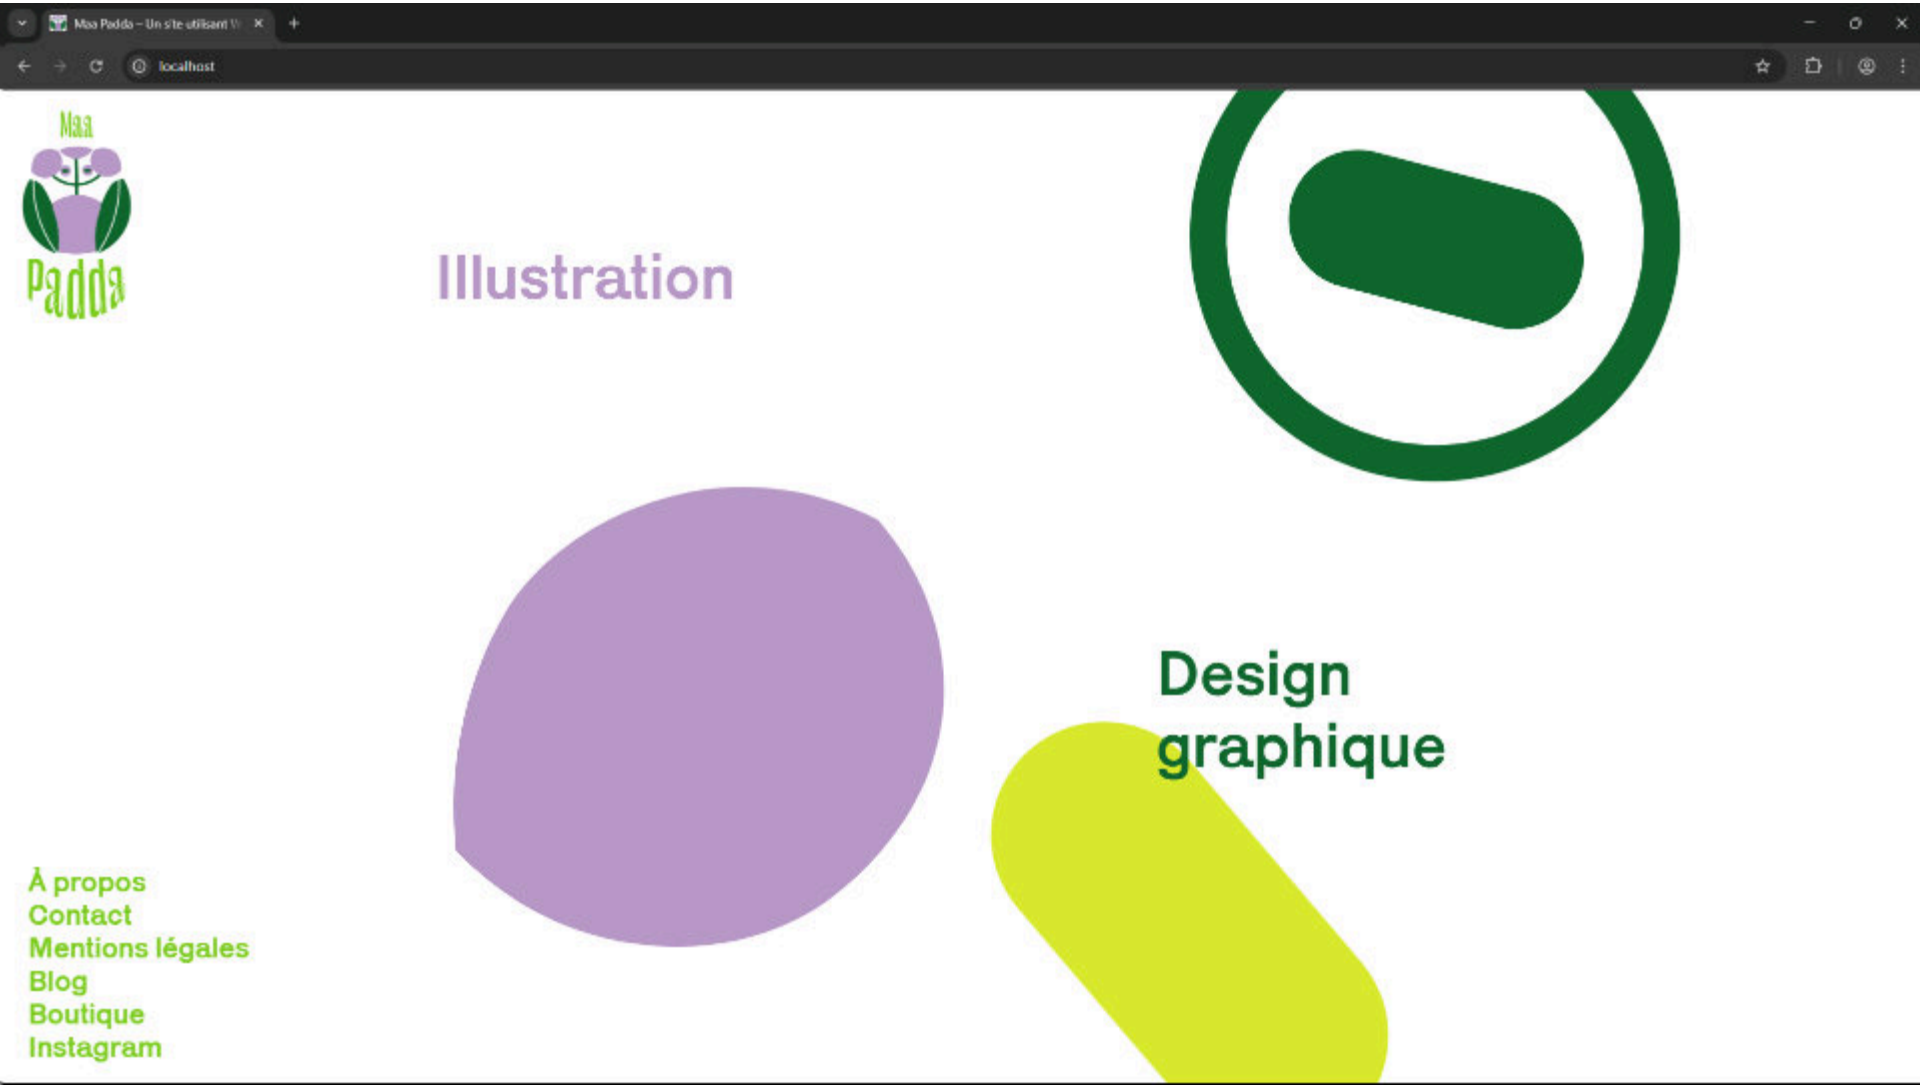 Maa Padda – Un site utilisant
localhost
Maa
Padda
Illustration
Design
graphique
À propos
Contact
Mentions légales
Blog
Boutique
Instagram